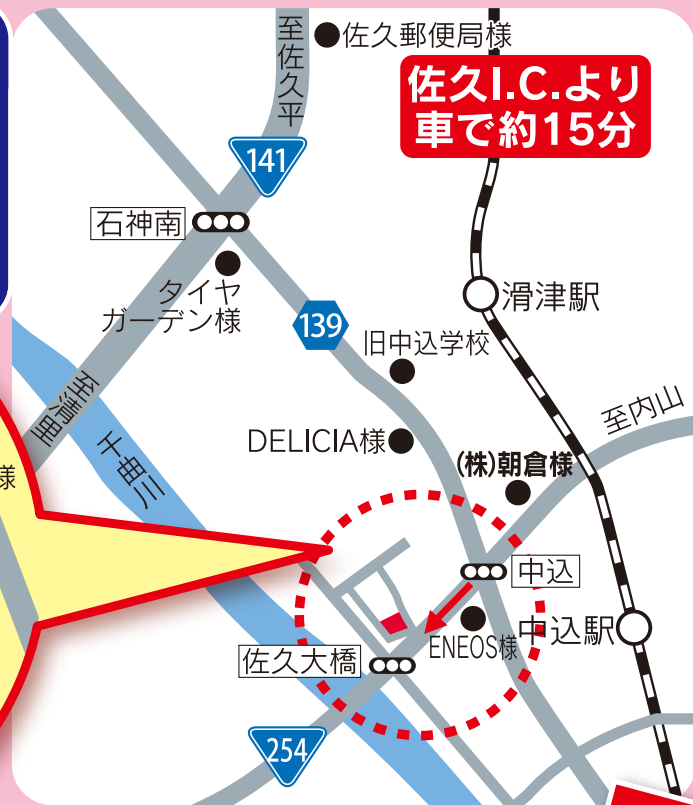 至佐久平
佐久郵便局様
佐久I.C.より
車で約15分
141
石神南
タイヤ
ガーデン様
139
滑津駅
旧中込学校
至内山
至清里
千曲川
DELICIA様
(株)朝倉様
様
中込
ENEOS様
中込駅
佐久大橋
254